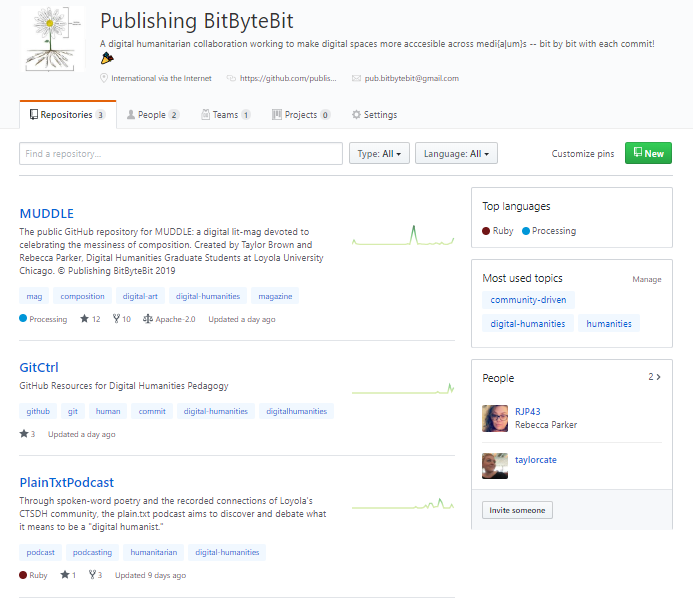 Publishing BitByteBit
A digital humanitarian collaboration working to make digital spaces more acccesible across medi{a|um}s -- bit by bit with each commit!
International via the Internet https://github.com/publis... pub.bitbytebit@gmail.com
Repositories 3 People 2 Teams 1 Projects 0 Settings
Find a repository... Type: All Language: All Customize pins New
MUDDLE
The public GitHub repository for MUDDLE: a digital lit-mag devoted to
celebrating the messiness of composition. Created by Taylor Brown and
Rebecca Parker, Digital Humanities Graduate Students at Loyola University
Chicago. © Publishing BitByteBit 2019
mag composition digital-art digital-humanities magazine
Processing 12 10 Apache-2.0 Updated a day ago
GitCtrl
GitHub Resources for Digital Humanities Pedagogy
github git human commit digital-humanities digitalhumanities
3 Updated a day ago
PlainTxtPodcast
Through spoken-word poetry and the recorded connections of Loyola's
CTSDH community, the plain.txt podcast aims to discover and debate what
it means to be a "digital humanist."
podcast podcasting humanitarian digital-humanities
Ruby 1 3 Updated 9 days ago
Top languages
Ruby Processing
Most used topics Manage
community-driven
digital-humanities humanities
People 2
RJP43
Rebecca Parker
taylorcate
Invite someone